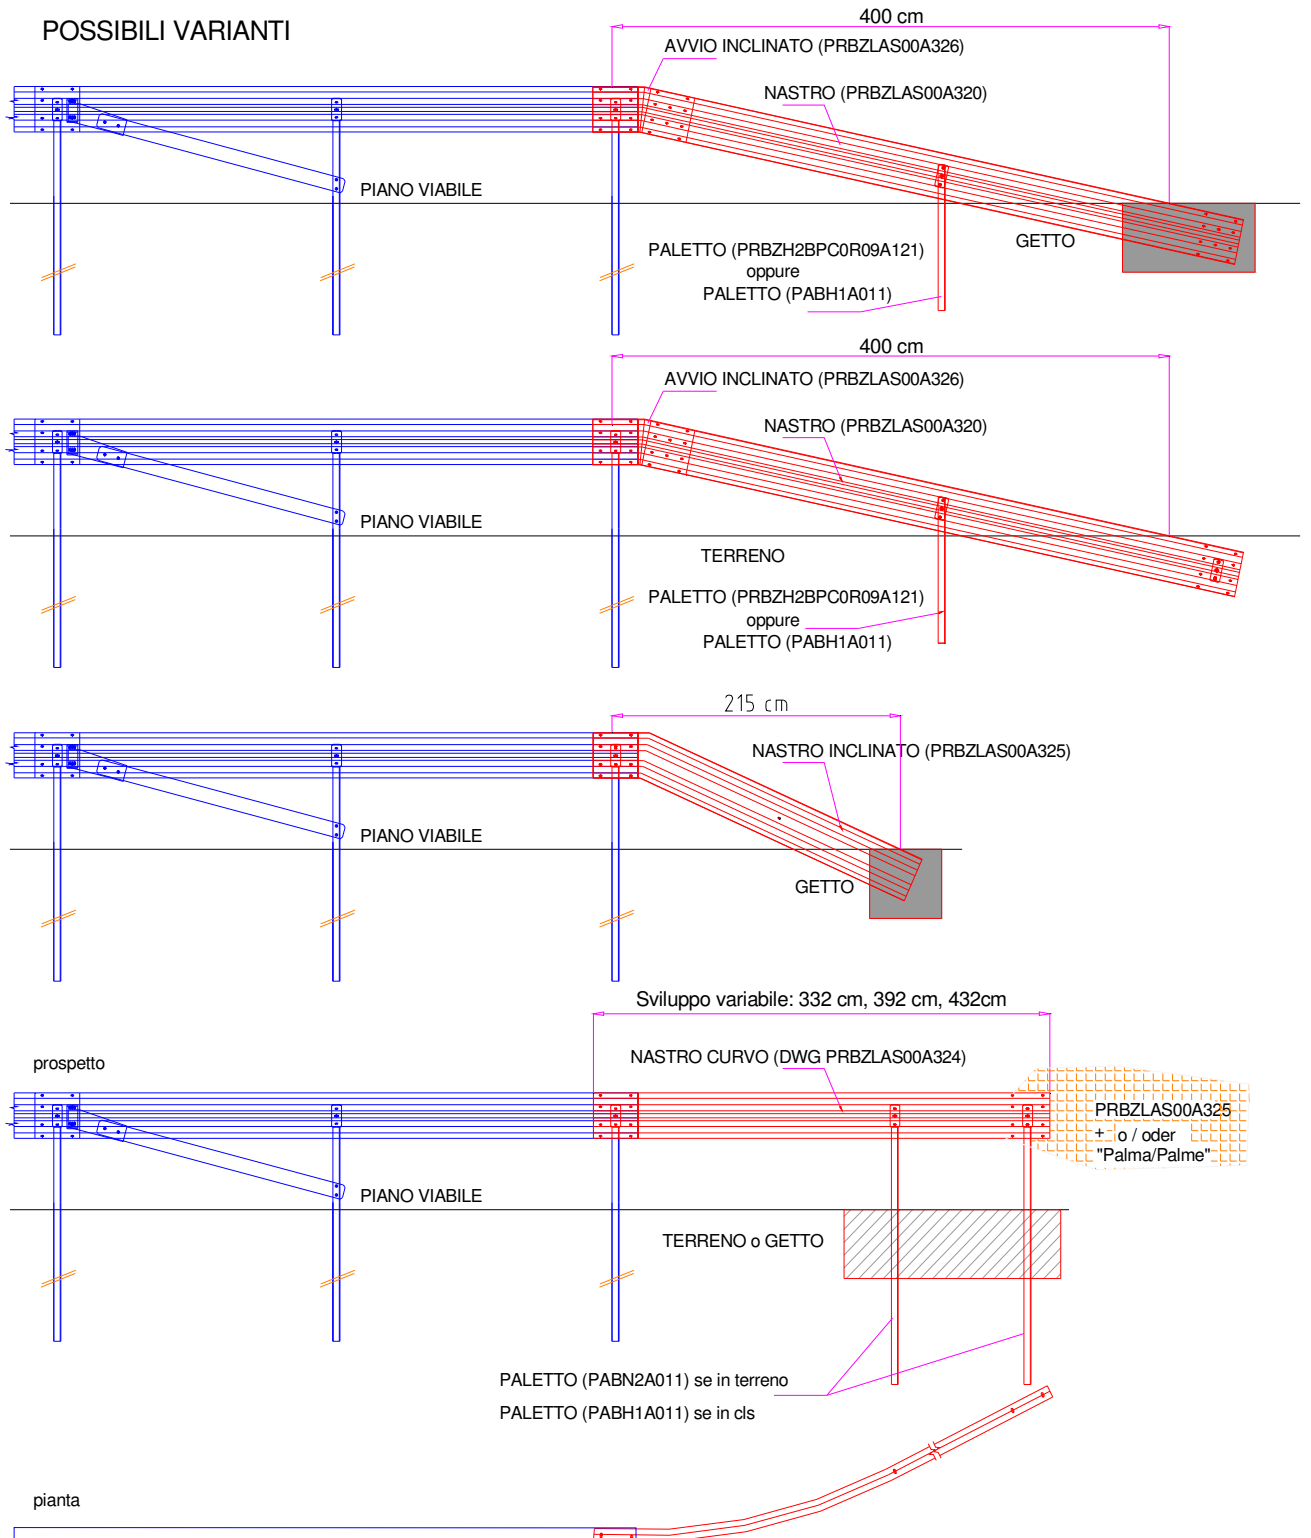 POSSIBILI VARIANTI
400 cm
AVVIO INCLINATO (PRBZLAS00A326)
NASTRO (PRBZLAS00A320)
PIANO VIABILE
GETTO
PALETTO (PRBZH2BPC0R09A121)
oppure
PALETTO (PABH1A011)
400 cm
AVVIO INCLINATO (PRBZLAS00A326)
NASTRO (PRBZLAS00A320)
PIANO VIABILE
TERRENO
PALETTO (PRBZH2BPC0R09A121)
oppure
PALETTO (PABH1A011)
215 cm
NASTRO INCLINATO (PRBZLAS00A325)
PIANO VIABILE
GETTO
Sviluppo variabile: 332 cm, 392 cm, 432cm
prospetto
NASTRO CURVO (DWG PRBZLAS00A324)
PRBZLAS00A325
+ o / oder
"Palma/Palme"
PIANO VIABILE
TERRENO o GETTO
PALETTO (PABN2A011) se in terreno
PALETTO (PABH1A011) se in cls
pianta